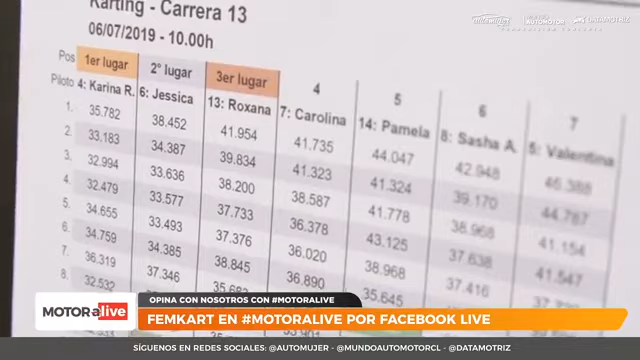 Karting - Carrera 13
06/07/2019 - 10.00h
Pos 1er lugar 2º lugar 3er lugar 4 5 6 7
Piloto 4: Karina R. 6: Jessica 13: Roxana 7: Carolina 14: Pamela 8: Sasha A. 5: Valentina
1. 35.782 38.452 41.954 41.735 44.047 42.948 46.388
2. 33.183 34.387 39.834 41.323 41.324 39.170 44.787
3. 32.994 33.636 38.200 38.587 41.778 38.968 41.154
4. 32.479 33.577 37.733 36.378 43.125 37.638 41.547
5. 34.655 33.493 37.376 36.020 38.968 37.416
6. 34.759 34.385 38.845 36.890 35.645
7. 36.319 37.346 35.683
8. 32.532
DATAMOTRIZ
OPINA CON NOSOTROS CON #MOTORALIVE
MOTORalive
FEMKART EN #MOTORALIVE POR FACEBOOK LIVE
SÍGUENOS EN REDES SOCIALES: @AUTOMUJER - @MUNDOAUTOMOTORCL - @DATAMOTRIZ